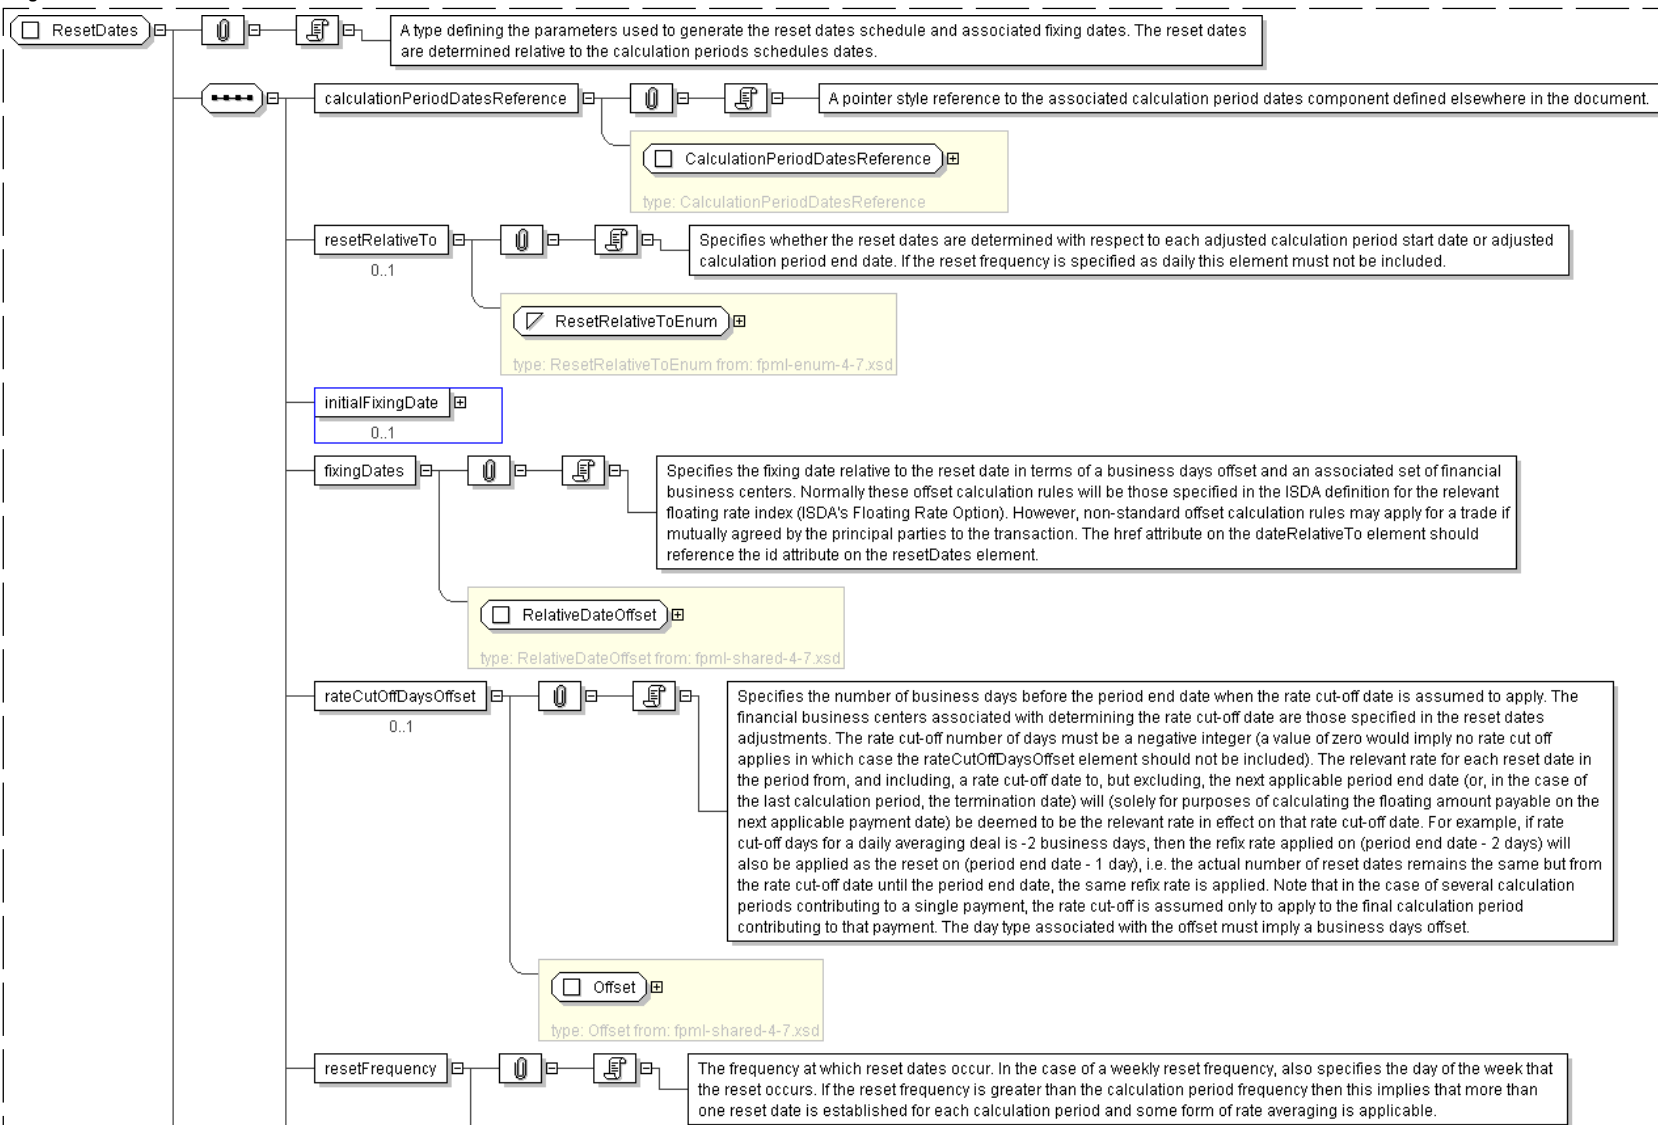 ResetDates
A type defining the parameters used to generate the reset dates schedule and associated fixing dates. The reset dates
are determined relative to the calculation periods schedules dates.
calculationPeriodDatesReference
A pointer style reference to the associated calculation period dates component defined elsewhere in the document.
CalculationPeriodDatesReference
type: CalculationPeriodDatesReference
resetRelativeTo
0..1
Specifies whether the reset dates are determined with respect to each adjusted calculation period start date or adjusted
calculation period end date. If the reset frequency is specified as daily this element must not be included.
ResetRelativeToEnum
type: ResetRelativeToEnum from: fpml-enum-4-7.xsd
initialFixingDate
0..1
fixingDates
Specifies the fixing date relative to the reset date in terms of a business days offset and an associated set of financial
business centers. Normally these offset calculation rules will be those specified in the ISDA definition for the relevant
floating rate index (ISDA's Floating Rate Option). However, non-standard offset calculation rules may apply for a trade if
mutually agreed by the principal parties to the transaction. The href attribute on the dateRelativeTo element should
reference the id attribute on the resetDates element.
RelativeDateOffset
type: RelativeDateOffset from: fpml-shared-4-7.xsd
rateCutOffDaysOffset
0..1
Specifies the number of business days before the period end date when the rate cut-off date is assumed to apply. The
financial business centers associated with determining the rate cut-off date are those specified in the reset dates
adjustments. The rate cut-off number of days must be a negative integer (a value of zero would imply no rate cut off
applies in which case the rateCutOffDaysOffset element should not be included). The relevant rate for each reset date in
the period from, and including, a rate cut-off date to, but excluding, the next applicable period end date (or, in the case of
the last calculation period, the termination date) will (solely for purposes of calculating the floating amount payable on the
next applicable payment date) be deemed to be the relevant rate in effect on that rate cut-off date. For example, if rate
cut-off days for a daily averaging deal is -2 business days, then the refix rate applied on (period end date - 2 days) will
also be applied as the reset on (period end date - 1 day), i.e. the actual number of reset dates remains the same but from
the rate cut-off date until the period end date, the same refix rate is applied. Note that in the case of several calculation
periods contributing to a single payment, the rate cut-off is assumed only to apply to the final calculation period
contributing to that payment. The day type associated with the offset must imply a business days offset.
Offset
type: Offset from: fpml-shared-4-7.xsd
resetFrequency
The frequency at which reset dates occur. In the case of a weekly reset frequency, also specifies the day of the week that
the reset occurs. If the reset frequency is greater than the calculation period frequency then this implies that more than
one reset date is established for each calculation period and some form of rate averaging is applicable.